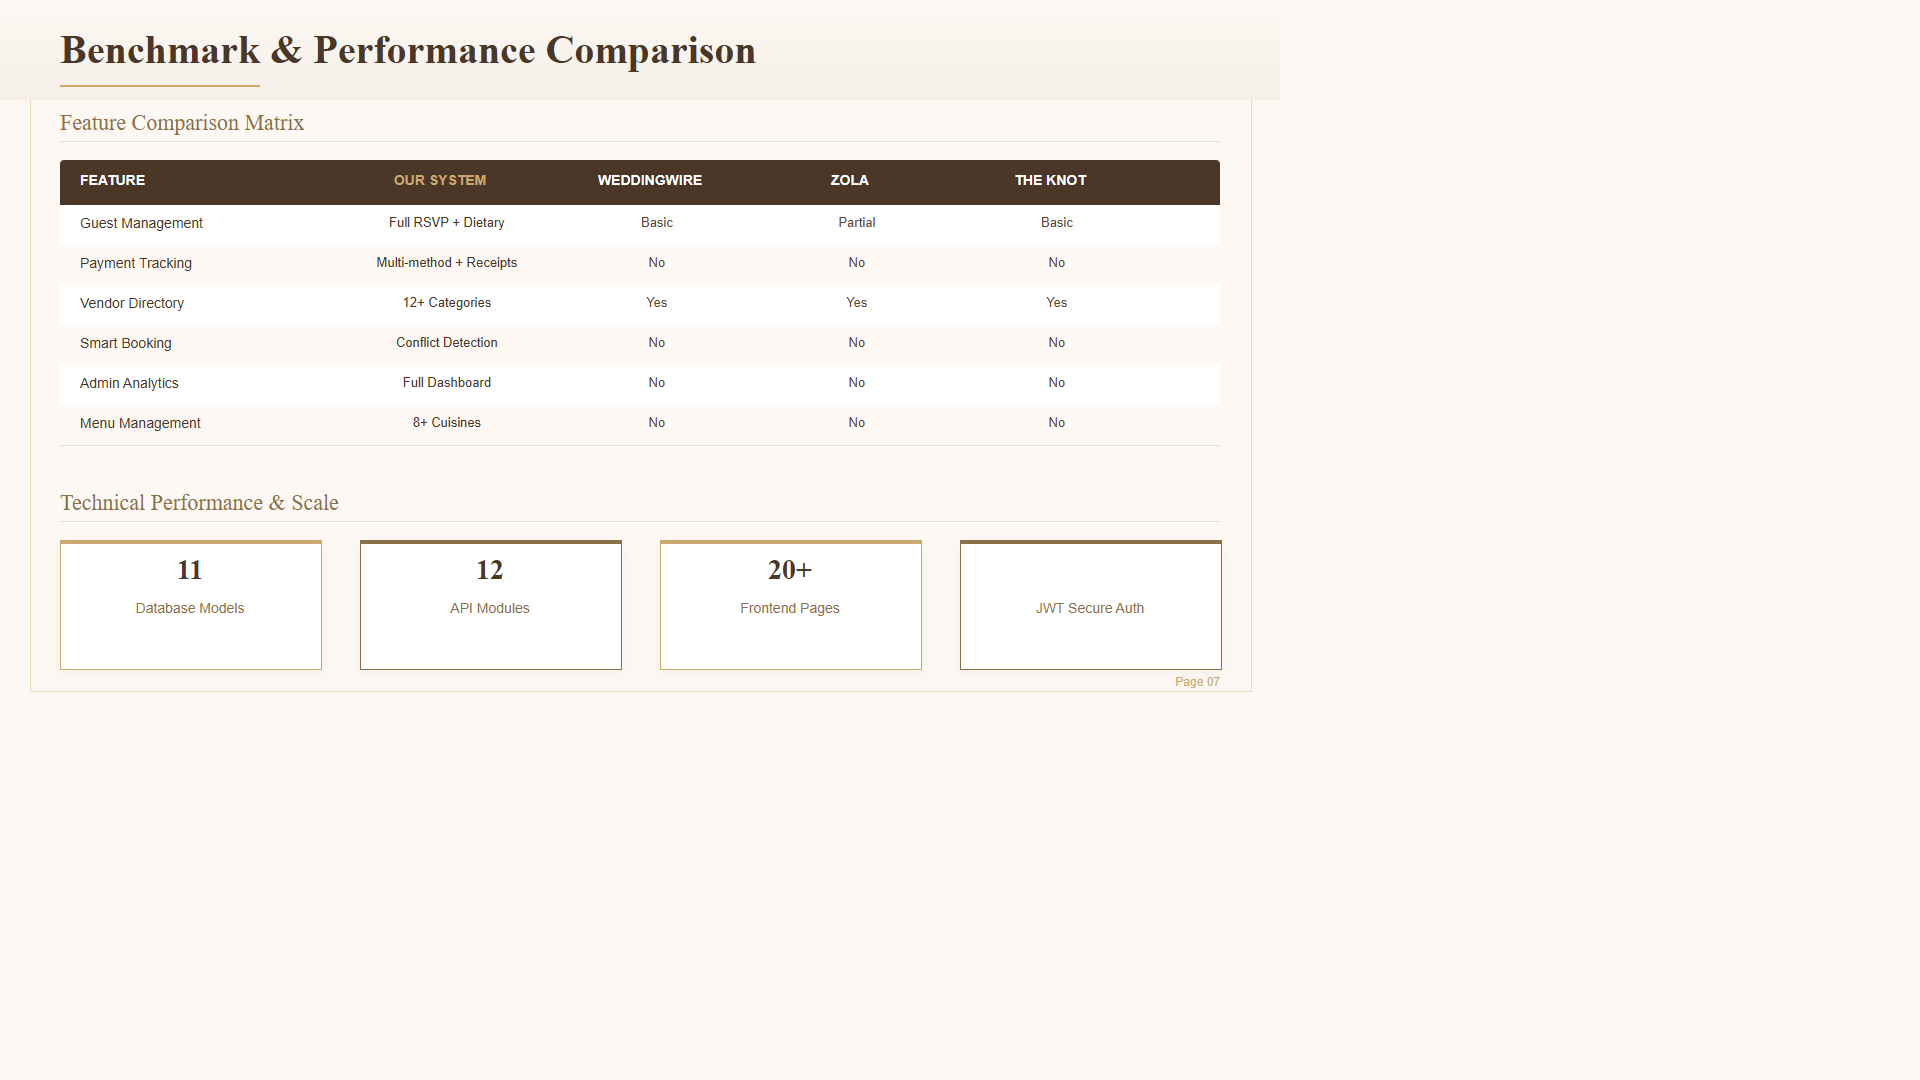 Benchmark & Performance Comparison
Feature Comparison Matrix
FEATURE OUR SYSTEM WEDDINGWIRE ZOLA THE KNOT
Guest Management Full RSVP + Dietary Basic Partial Basic
Payment Tracking Multi-method + Receipts No No No
Vendor Directory 12+ Categories Yes Yes Yes
Smart Booking Conflict Detection No No No
Admin Analytics Full Dashboard No No No
Menu Management 8+ Cuisines No No No
Technical Performance & Scale
11 12 20+
Database Models API Modules Frontend Pages JWT Secure Auth
Page 07